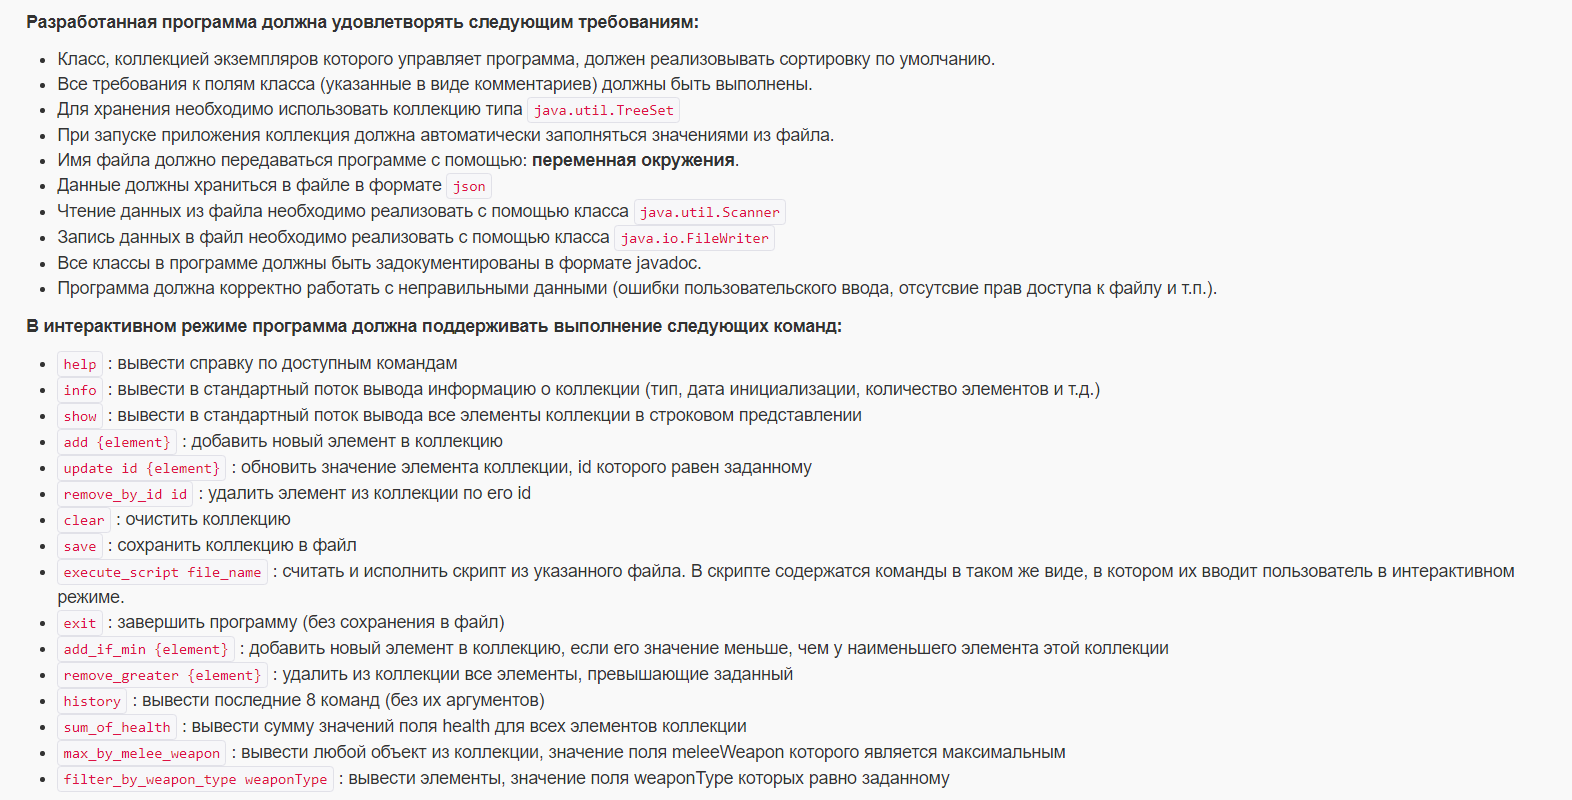 Разработанная программа должна удовлетворять следующим требованиям:
Класс, коллекцией экземпляров которого управляет программа, должен реализовывать сортировку по умолчанию.
Все требования к полям класса (указанные в виде комментариев) должны быть выполнены.
Для хранения необходимо использовать коллекцию типа java.util.TreeSet
При запуске приложения коллекция должна автоматически заполняться значениями из файла.
Имя файла должно передаваться программе с помощью: переменная окружения.
Данные должны храниться в файле в формате json
Чтение данных из файла необходимо реализовать с помощью класса java.util.Scanner
Запись данных в файл необходимо реализовать с помощью класса java.io.FileWriter
Все классы в программе должны быть задокументированы в формате javadoc.
Программа должна корректно работать с неправильными данными (ошибки пользовательского ввода, отсутсвие прав доступа к файлу и т.п.).
В интерактивном режиме программа должна поддерживать выполнение следующих команд:
help : вывести справку по доступным командам
info : вывести в стандартный поток вывода информацию о коллекции (тип, дата инициализации, количество элементов и т.д.)
show : вывести в стандартный поток вывода все элементы коллекции в строковом представлении
add {element} : добавить новый элемент в коллекцию
update id {element} : обновить значение элемента коллекции, id которого равен заданному
remove_by_id id : удалить элемент из коллекции по его id
clear : очистить коллекцию
save : сохранить коллекцию в файл
execute_script file_name : считать и исполнить скрипт из указанного файла. В скрипте содержатся команды в таком же виде, в котором их вводит пользователь в интерактивном
режиме.
exit : завершить программу (без сохранения в файл)
add_if_min {element} : добавить новый элемент в коллекцию, если его значение меньше, чем у наименьшего элемента этой коллекции
remove_greater {element} : удалить из коллекции все элементы, превышающие заданный
history : вывести последние 8 команд (без их аргументов)
sum_of_health : вывести сумму значений поля health для всех элементов коллекции
max_by_melee_weapon : вывести любой объект из коллекции, значение поля meleeWeapon которого является максимальным
filter_by_weapon_type weaponType : вывести элементы, значение поля weaponType которых равно заданному